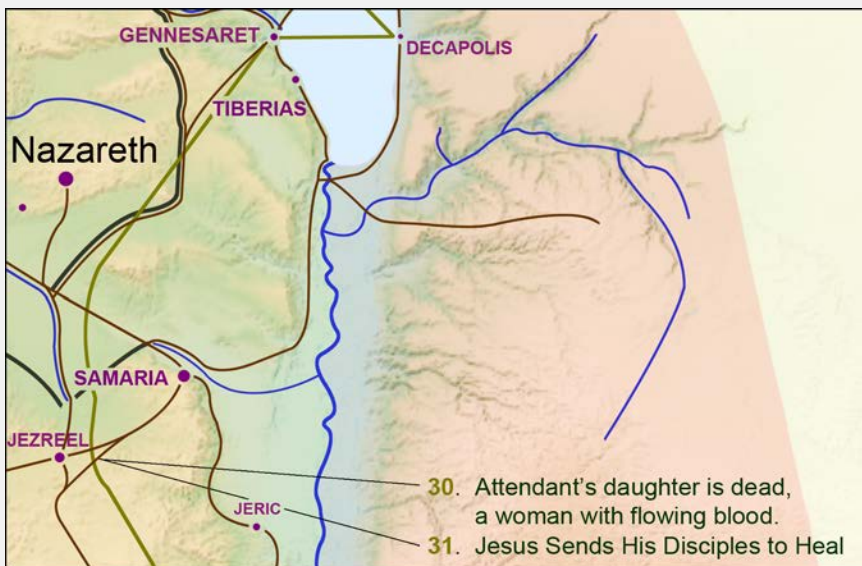 GENNESARET
DECAPOLIS
TIBERIAS
Nazareth
SAMARIA
JEZREEL
30. Attendant's daughter is dead,
a woman with flowing blood.
JERIC
31. Jesus Sends His Disciples to Heal